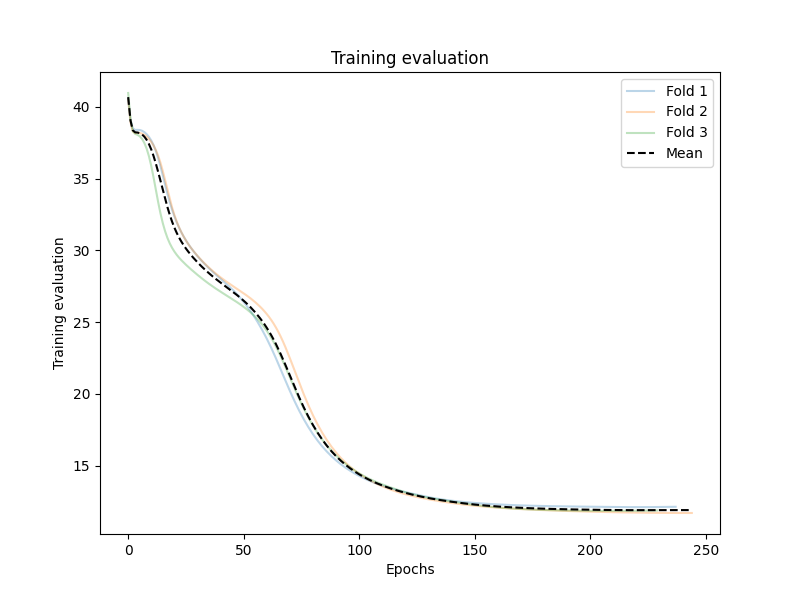 Training evaluation
Fold 1
Fold 2
Fold 3
Mean
Training evaluation
40
35
30
25
20
15
0
50
100
150
200
250
Epochs